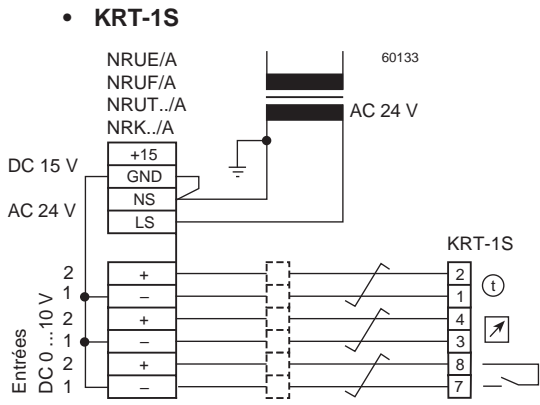 • KRT-1S
NRUE/A
NRUF/A
NRUT../A
NRK../A
60133
AC 24 V
DC 15 V
+15
GND
AC 24 V
NS
LS
KRT-1S
Entrées
DC 0 ...10 V
2 + 2
1 – 1
t
2 + 4
1 – 3
2 + 8
1 – 7